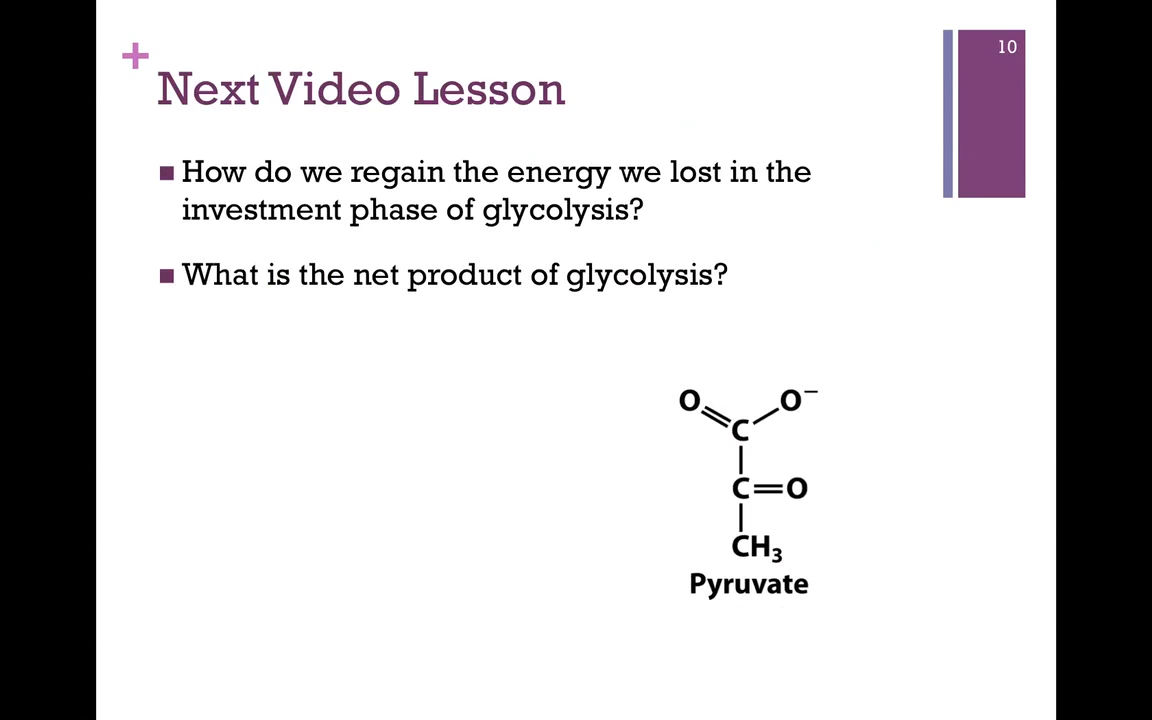 10
+
Next Video Lesson
■ How do we regain the energy we lost in the
investment phase of glycolysis?
■ What is the net product of glycolysis?
O O⁻
C
C=O
CH₃
Pyruvate